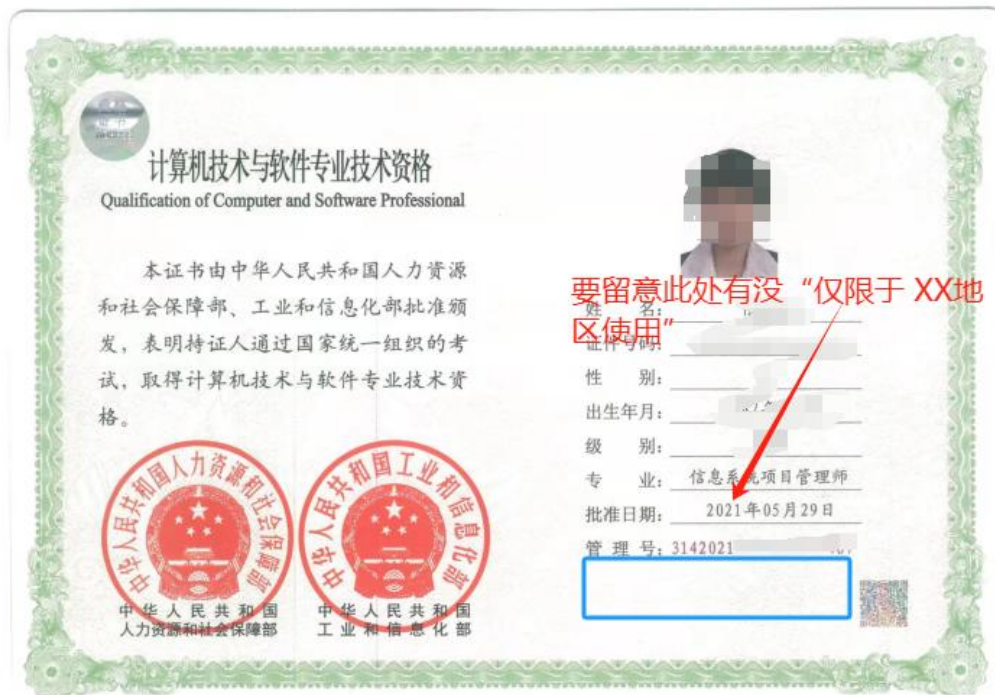 计算机技术与软件专业技术资格
Qualification of Computer and Software Professional
本证书由中华人民共和国人力资源
和社会保障部、工业和信息化部批准颁
发，表明持证人通过国家统一组织的考
试，取得计算机技术与软件专业技术资
格。
中华人民共和国人力资源和社会保障部
中华人民共和国工业和信息化部
中华人民共和国
人力资源和社会保障部
中华人民共和国
工业和信息化部
要留意此处有没“仅限于 XX地
区使用”
姓 名：
证件号码：
性 别：
出生年月：
级 别：
专 业： 信息系统项目管理师
批准日期： 2021年05月29日
管 理 号：3142021